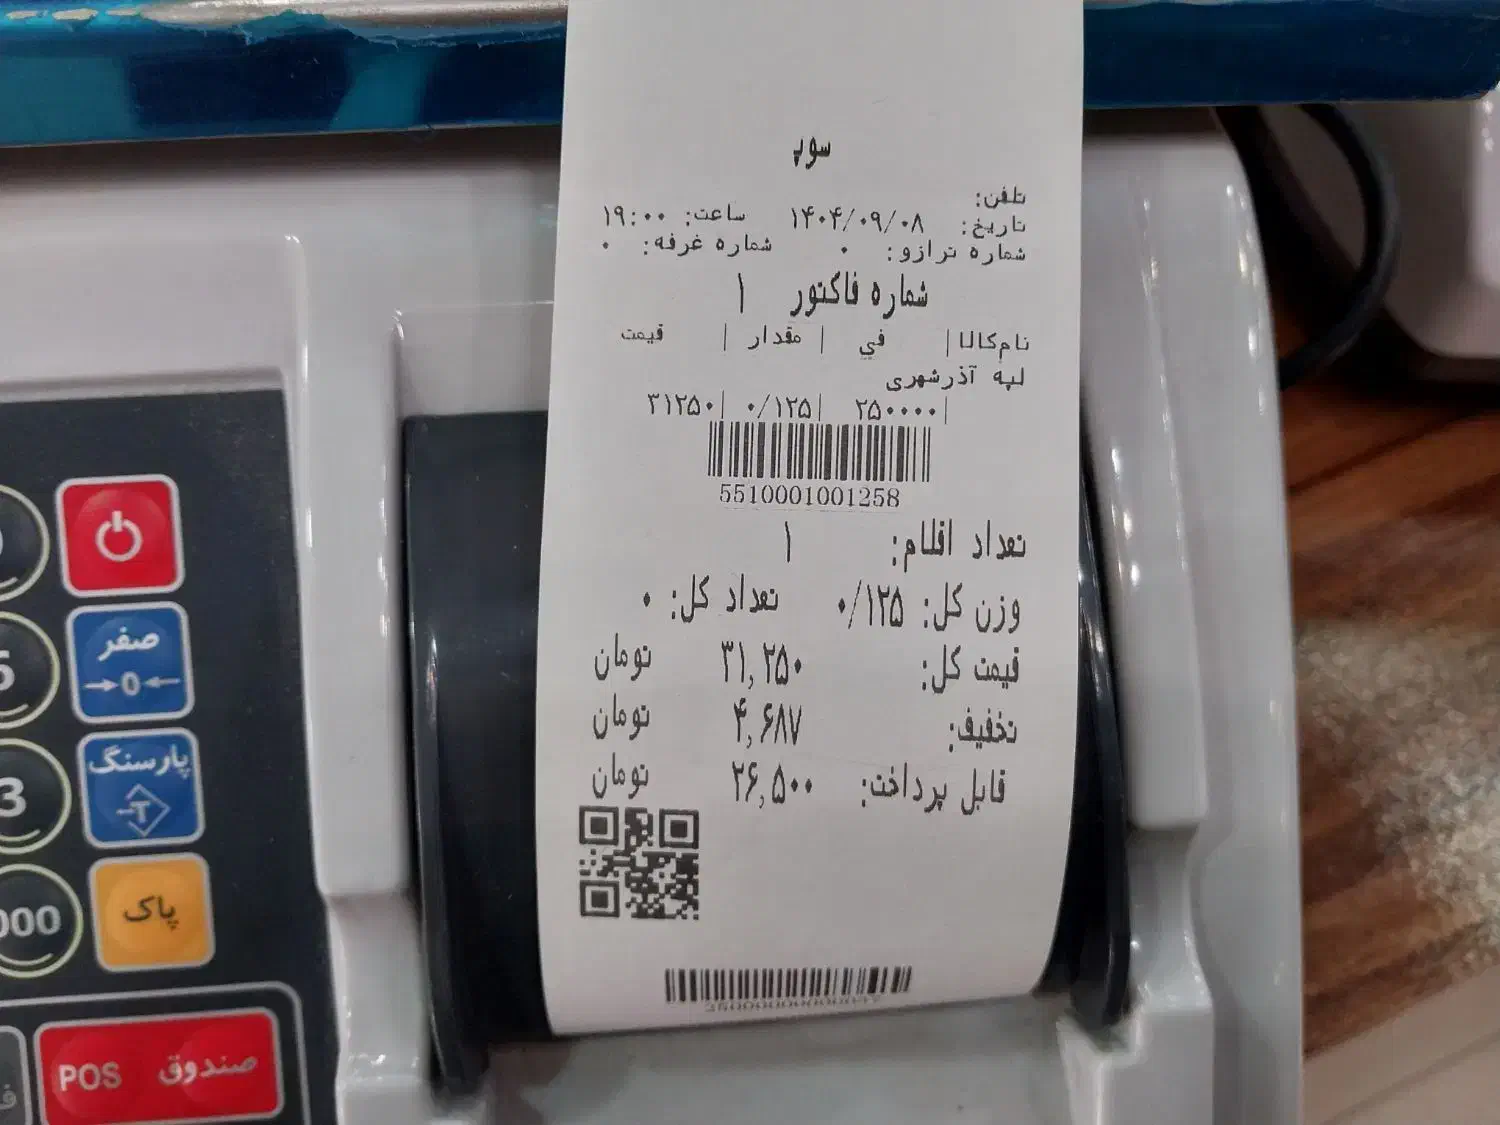 سوپ
تلفن:
تاریخ: ۱۴۰۴/۰۹/۰۸ ساعت: ۱۹:۰۰
شماره ترازو: ۰ شماره غرفه: ۰
شماره فاکتور ۱
نام‌کالا | في | مقدار | قیمت
لپه آذرشهری
| ۲۵۰۰۰۰ | ۰/۱۲۵ | ۳۱۲۵۰
5510001001258
تعداد اقلام: ۱
وزن کل: ۰/۱۲۵ تعداد کل: ۰
قیمت کل: ۳۱,۲۵۰ تومان
تخفیف: ۴,۶۸۷ تومان
قابل پرداخت: ۲۶,۵۰۰ تومان
صفر
→0←
پارسنگ
T
3
پاک
000
صندوق POS